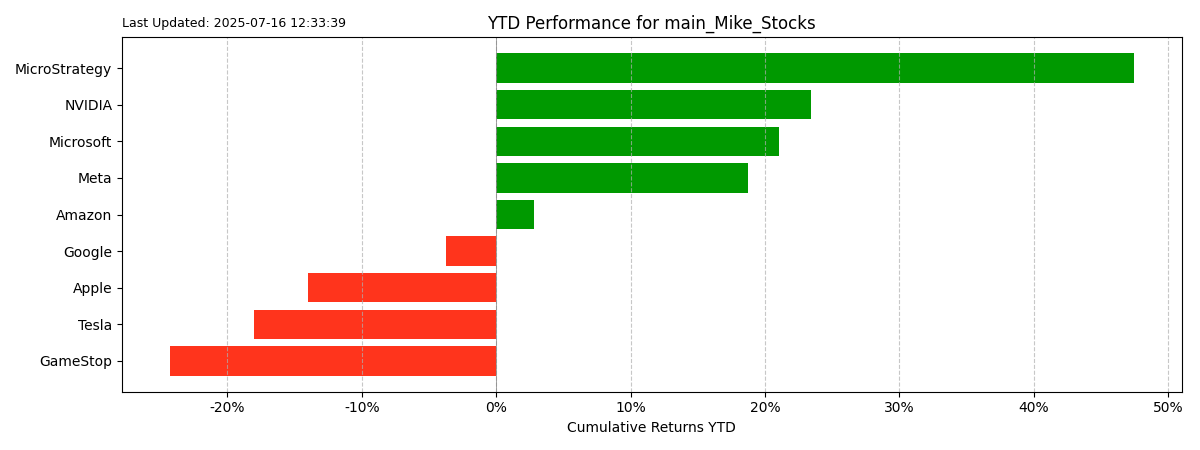 Last Updated: 2025-07-16 12:33:39
YTD Performance for main_Mike_Stocks
MicroStrategy
NVIDIA
Microsoft
Meta
Amazon
Google
Apple
Tesla
GameStop
-20% -10% 0% 10% 20% 30% 40% 50%
Cumulative Returns YTD